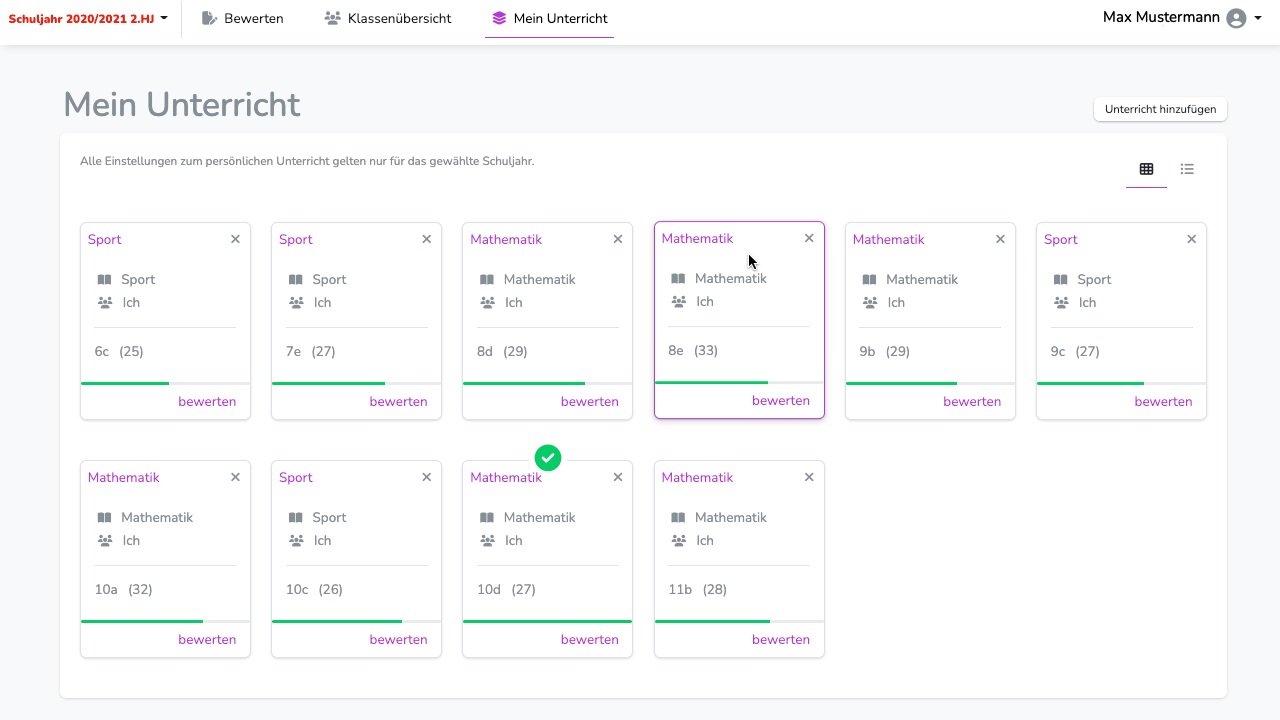 Schuljahr 2020/2021 2.HJ Bewerten Klassenübersicht Mein Unterricht Max Mustermann
Mein Unterricht
Unterricht hinzufügen
Alle Einstellungen zum persönlichen Unterricht gelten nur für das gewählte Schuljahr.
Sport
Sport
Ich
6c (25)
bewerten
Sport
Sport
Ich
7e (27)
bewerten
Mathematik
Mathematik
Ich
8d (29)
bewerten
Mathematik
Mathematik
Ich
8e (33)
bewerten
Mathematik
Mathematik
Ich
9b (29)
bewerten
Sport
Sport
Ich
9c (27)
bewerten
Mathematik
Mathematik
Ich
10a (32)
bewerten
Sport
Sport
Ich
10c (26)
bewerten
Mathematik
Mathematik
Ich
10d (27)
bewerten
Mathematik
Mathematik
Ich
11b (28)
bewerten